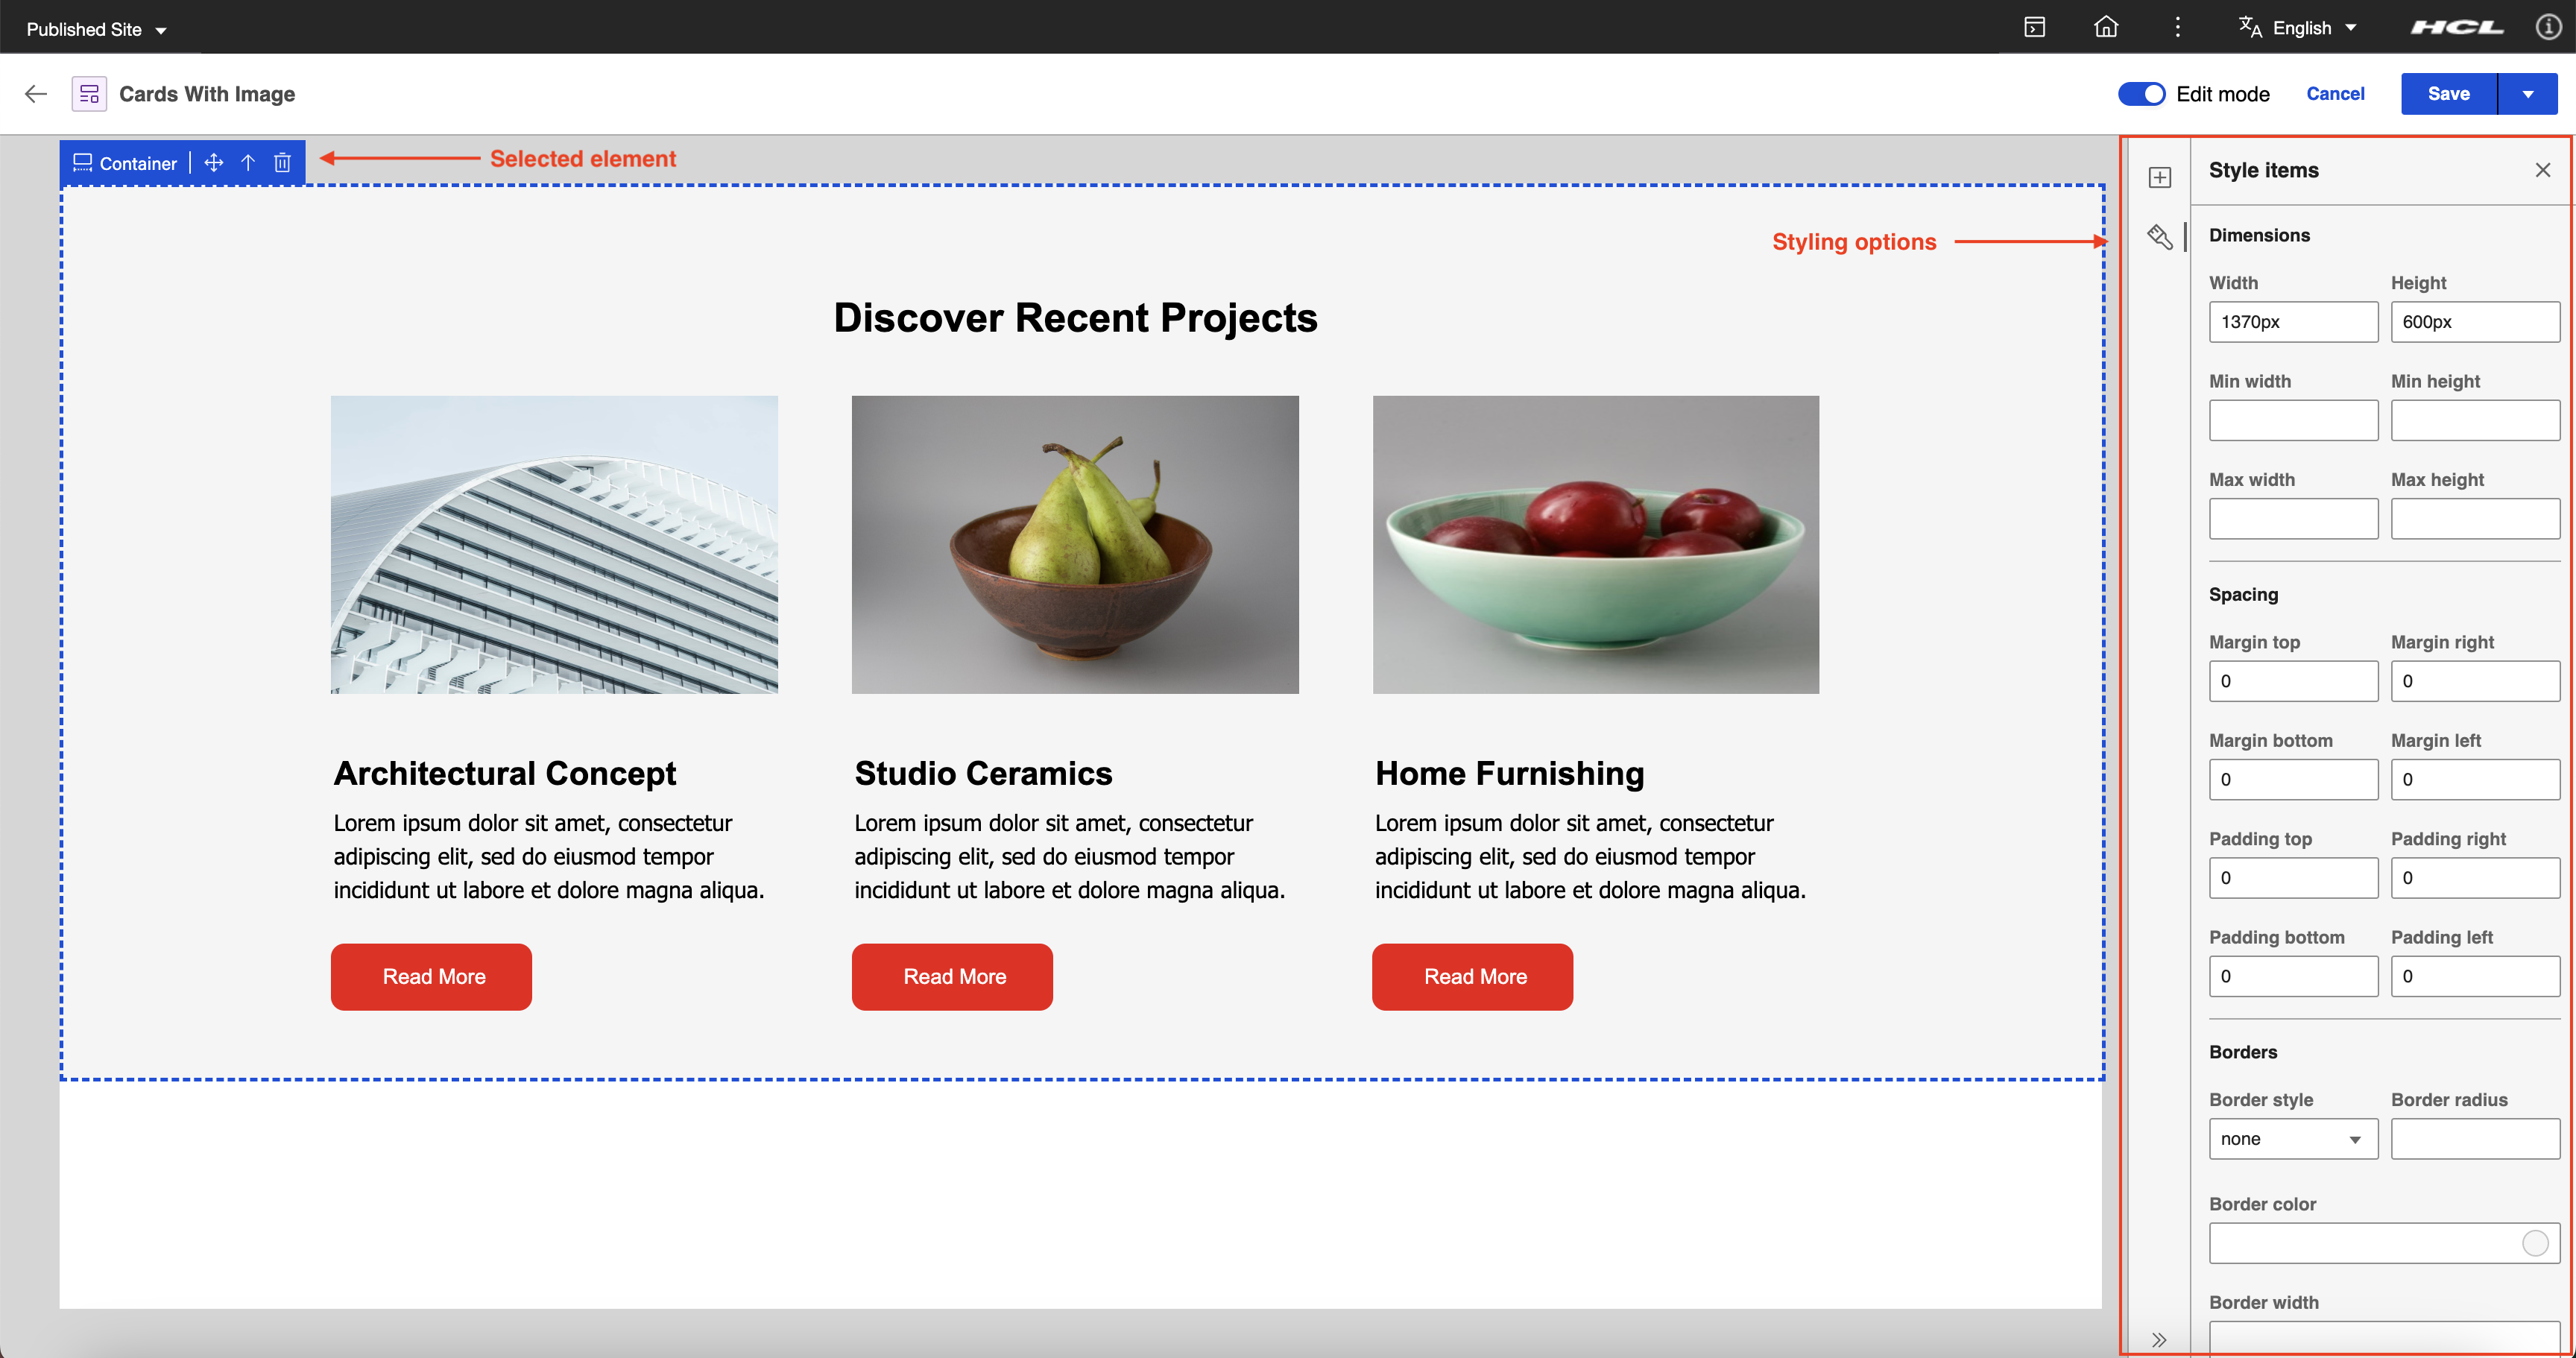 Published Site
English
HCL
Cards With Image
Edit mode
Cancel
Save
Container
Selected element
Styling options
Discover Recent Projects
Architectural Concept
Lorem ipsum dolor sit amet, consectetur
adipiscing elit, sed do eiusmod tempor
incididunt ut labore et dolore magna aliqua.
Read More
Studio Ceramics
Lorem ipsum dolor sit amet, consectetur
adipiscing elit, sed do eiusmod tempor
incididunt ut labore et dolore magna aliqua.
Read More
Home Furnishing
Lorem ipsum dolor sit amet, consectetur
adipiscing elit, sed do eiusmod tempor
incididunt ut labore et dolore magna aliqua.
Read More
Style items
Dimensions
Width Height
1370px 600px
Min width Min height
Max width Max height
Spacing
Margin top Margin right
0 0
Margin bottom Margin left
0 0
Padding top Padding right
0 0
Padding bottom Padding left
0 0
Borders
Border style Border radius
none
Border color
Border width